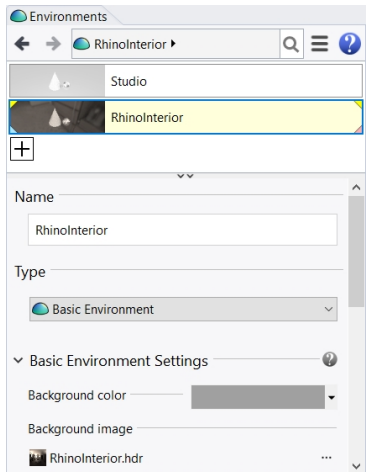 Environments
RhinoInterior
Studio
RhinoInterior
Name
RhinoInterior
Type
Basic Environment
Basic Environment Settings
Background color
Background image
RhinoInterior.hdr